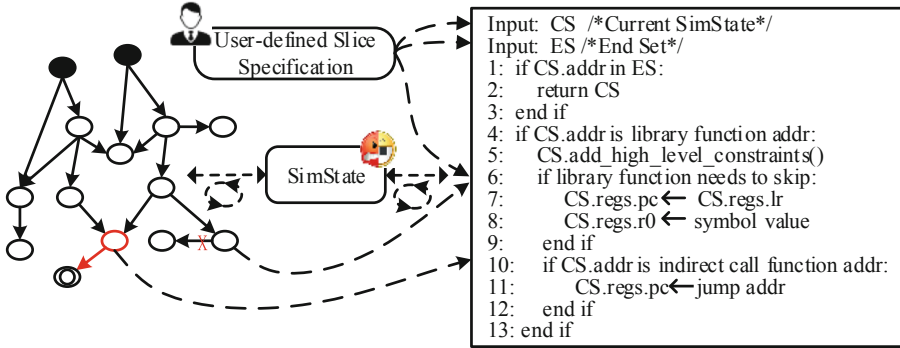 User-defined Slice
Specification
SimState
X
Input: CS /*Current SimState*/
Input: ES /*End Set*/
1: if CS.addr in ES:
2: return CS
3: end if
4: if CS.addr is library function addr:
5: CS.add_high_level_constraints()
6: if library function needs to skip:
7: CS.regs.pc← CS.regs.lr
8: CS.regs.r0← symbol value
9: end if
10: if CS.addr is indirect call function addr:
11: CS.regs.pc←jump addr
12: end if
13: end if